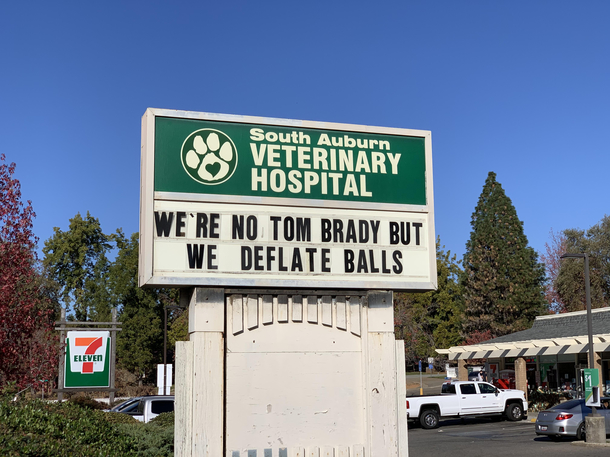 South Auburn
VETERINARY
HOSPITAL
WE'RE NO TOM BRADY BUT
WE DEFLATE BALLS
7
ELEVEN